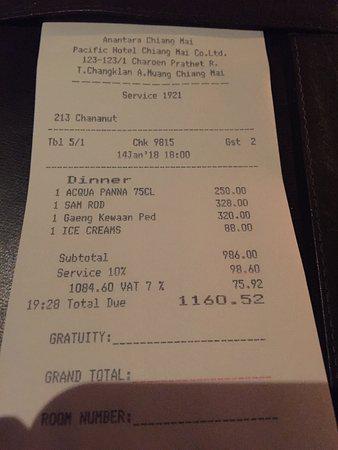 Anantara Chiang Mai
Pacific Hotel Chiang Mai Co.Ltd.
123-123/1 Charoen Prathet R.
T.Changklan A.Muang Chiang Mai
Service 1921
213 Chananut
Tbl 5/1 Chk 9815 Gst 2
14Jan'18 18:00
Dinner
1 ACQUA PANNA 75CL 250.00
1 SAM ROD 328.00
1 Gaeng Kewaan Ped 320.00
1 ICE CREAMS 88.00
Subtotal 986.00
Service 10% 98.60
1084.60 VAT 7 % 75.92
19:28 Total Due 1160.52
GRATUITY:
GRAND TOTAL:
ROOM NUMBER: